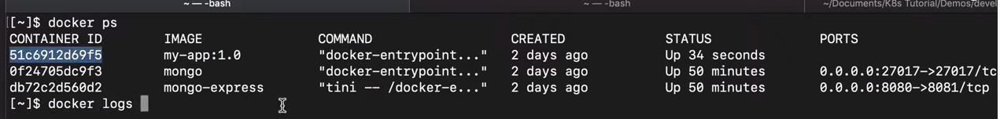 ~ — -bash ~ — -bash ~/Documents/K8s Tutorial/Demos/devel
[~]$ docker ps
CONTAINER ID IMAGE COMMAND CREATED STATUS PORTS
51c6912d69f5 my-app:1.0 "docker-entrypoint..." 2 days ago Up 34 seconds
0f24705dc9f3 mongo "docker-entrypoint..." 2 days ago Up 50 minutes 0.0.0.0:27017->27017/tc
db72c2d560d2 mongo-express "tini -- /docker-e..." 2 days ago Up 50 minutes 0.0.0.0:8080->8081/tcp
[~]$ docker logs